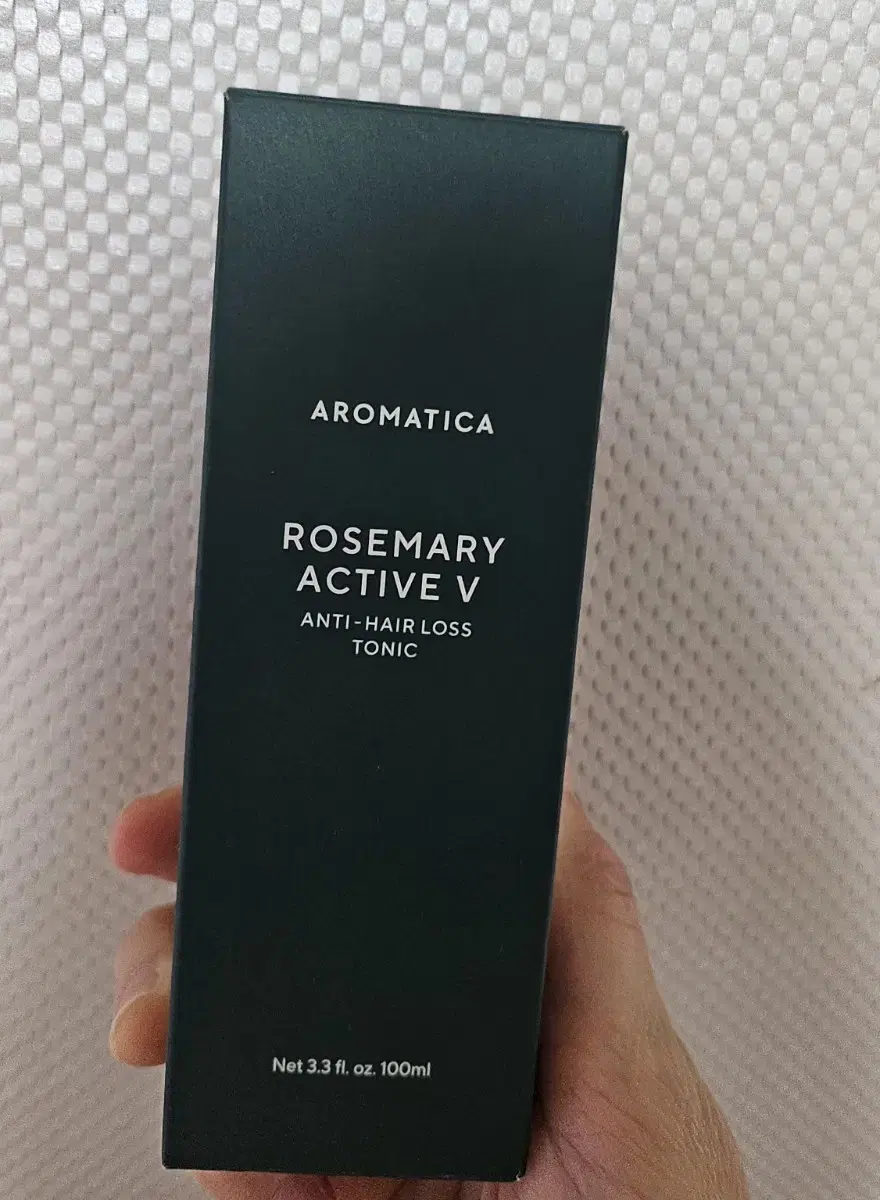 AROMATICA
ROSEMARY
ACTIVE V
ANTI-HAIR LOSS
TONIC
Net 3.3 fl. oz. 100ml